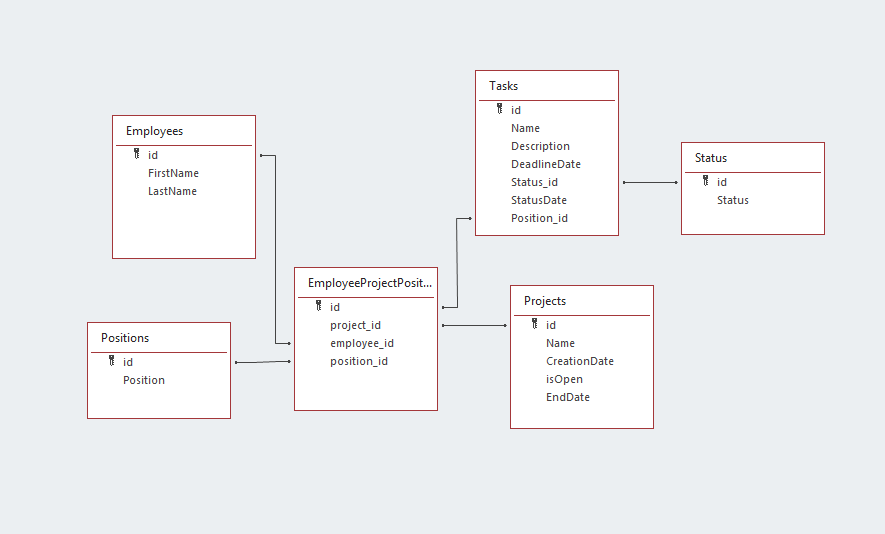 Employees
id
FirstName
LastName
Positions
id
Position
EmployeeProjectPosit...
id
project_id
employee_id
position_id
Tasks
id
Name
Description
DeadlineDate
Status_id
StatusDate
Position_id
Projects
id
Name
CreationDate
isOpen
EndDate
Status
id
Status